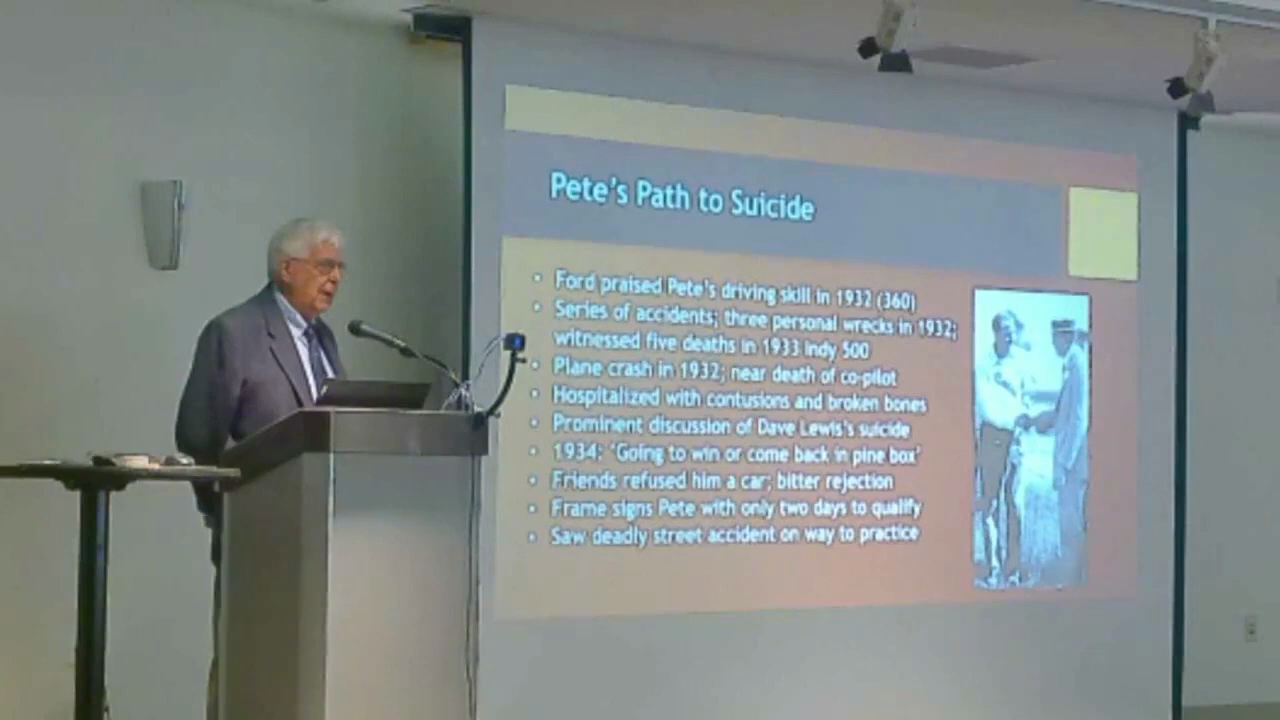 Pete's Path to Suicide
• Ford praised Pete's driving skill in 1932 (360)
• Series of accidents; three personal wrecks in 1932;
witnessed five deaths in 1933 Indy 500
• Plane crash in 1932; near death of co-pilot
• Hospitalized with contusions and broken bones
• Prominent discussion of Dave Lewis's suicide
• 1934: 'Going to win or come back in pine box'
• Friends refused him a car; bitter rejection
• Frame signs Pete with only two days to qualify
• Saw deadly street accident on way to practice